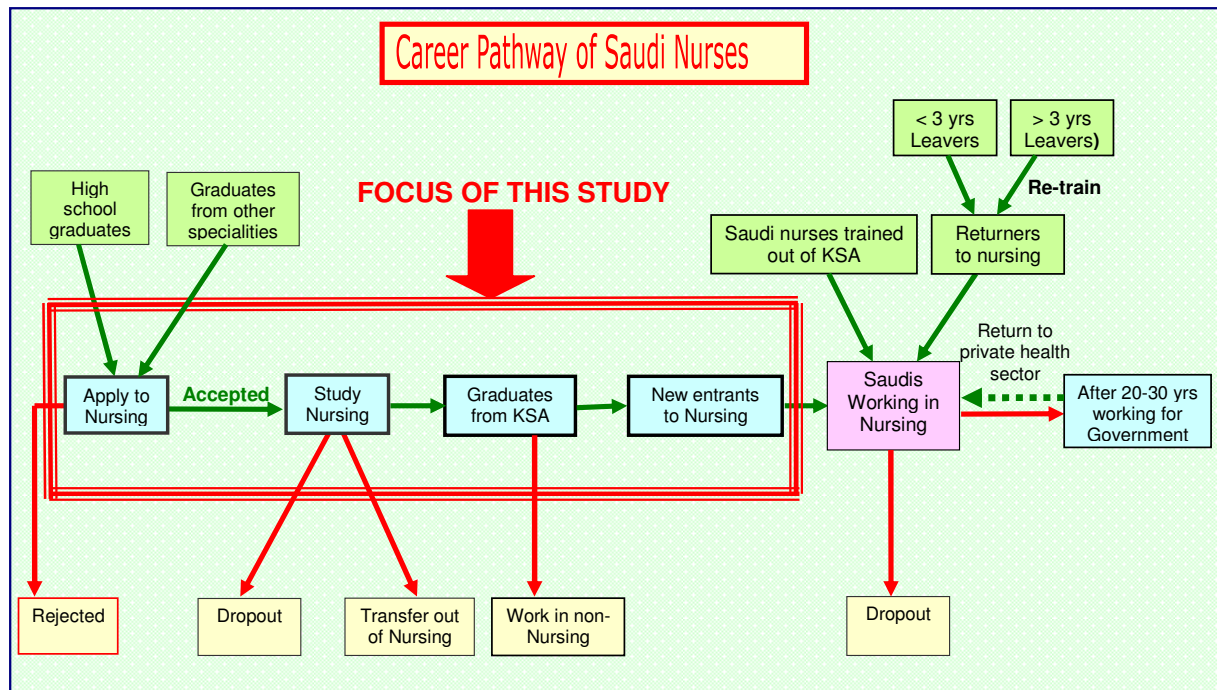 Career Pathway of Saudi Nurses
< 3 yrs
Leavers
> 3 yrs
Leavers)
Re-train
High
school
graduates
Graduates
from other
specialities
FOCUS OF THIS STUDY
Saudi nurses trained
out of KSA
Returners
to nursing
Return to
private health
sector
Apply to
Nursing
Accepted
Study
Nursing
Graduates
from KSA
New entrants
to Nursing
Saudis
Working in
Nursing
After 20-30 yrs
working for
Government
Rejected
Dropout
Transfer out
of Nursing
Work in non-
Nursing
Dropout